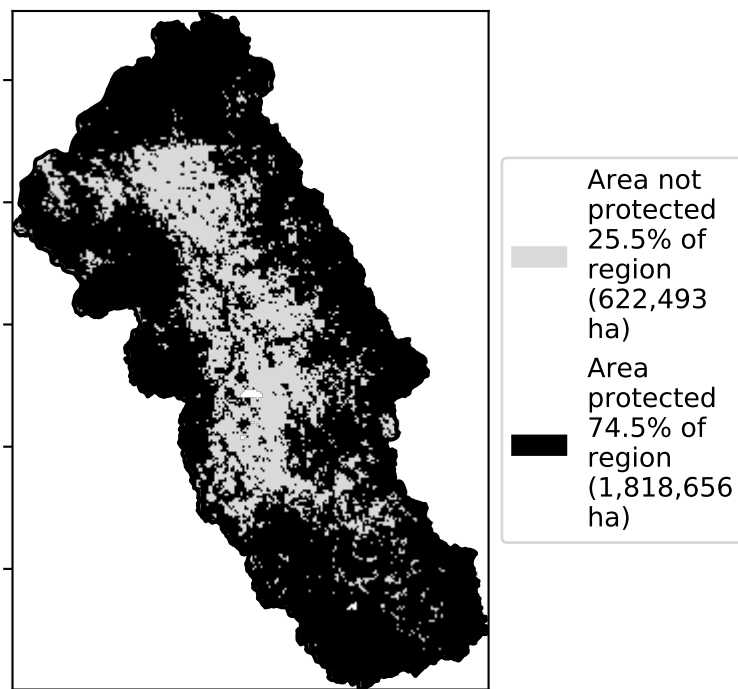 Area not
protected
25.5% of
region
(622,493
ha)
Area
protected
74.5% of
region
(1,818,656
ha)